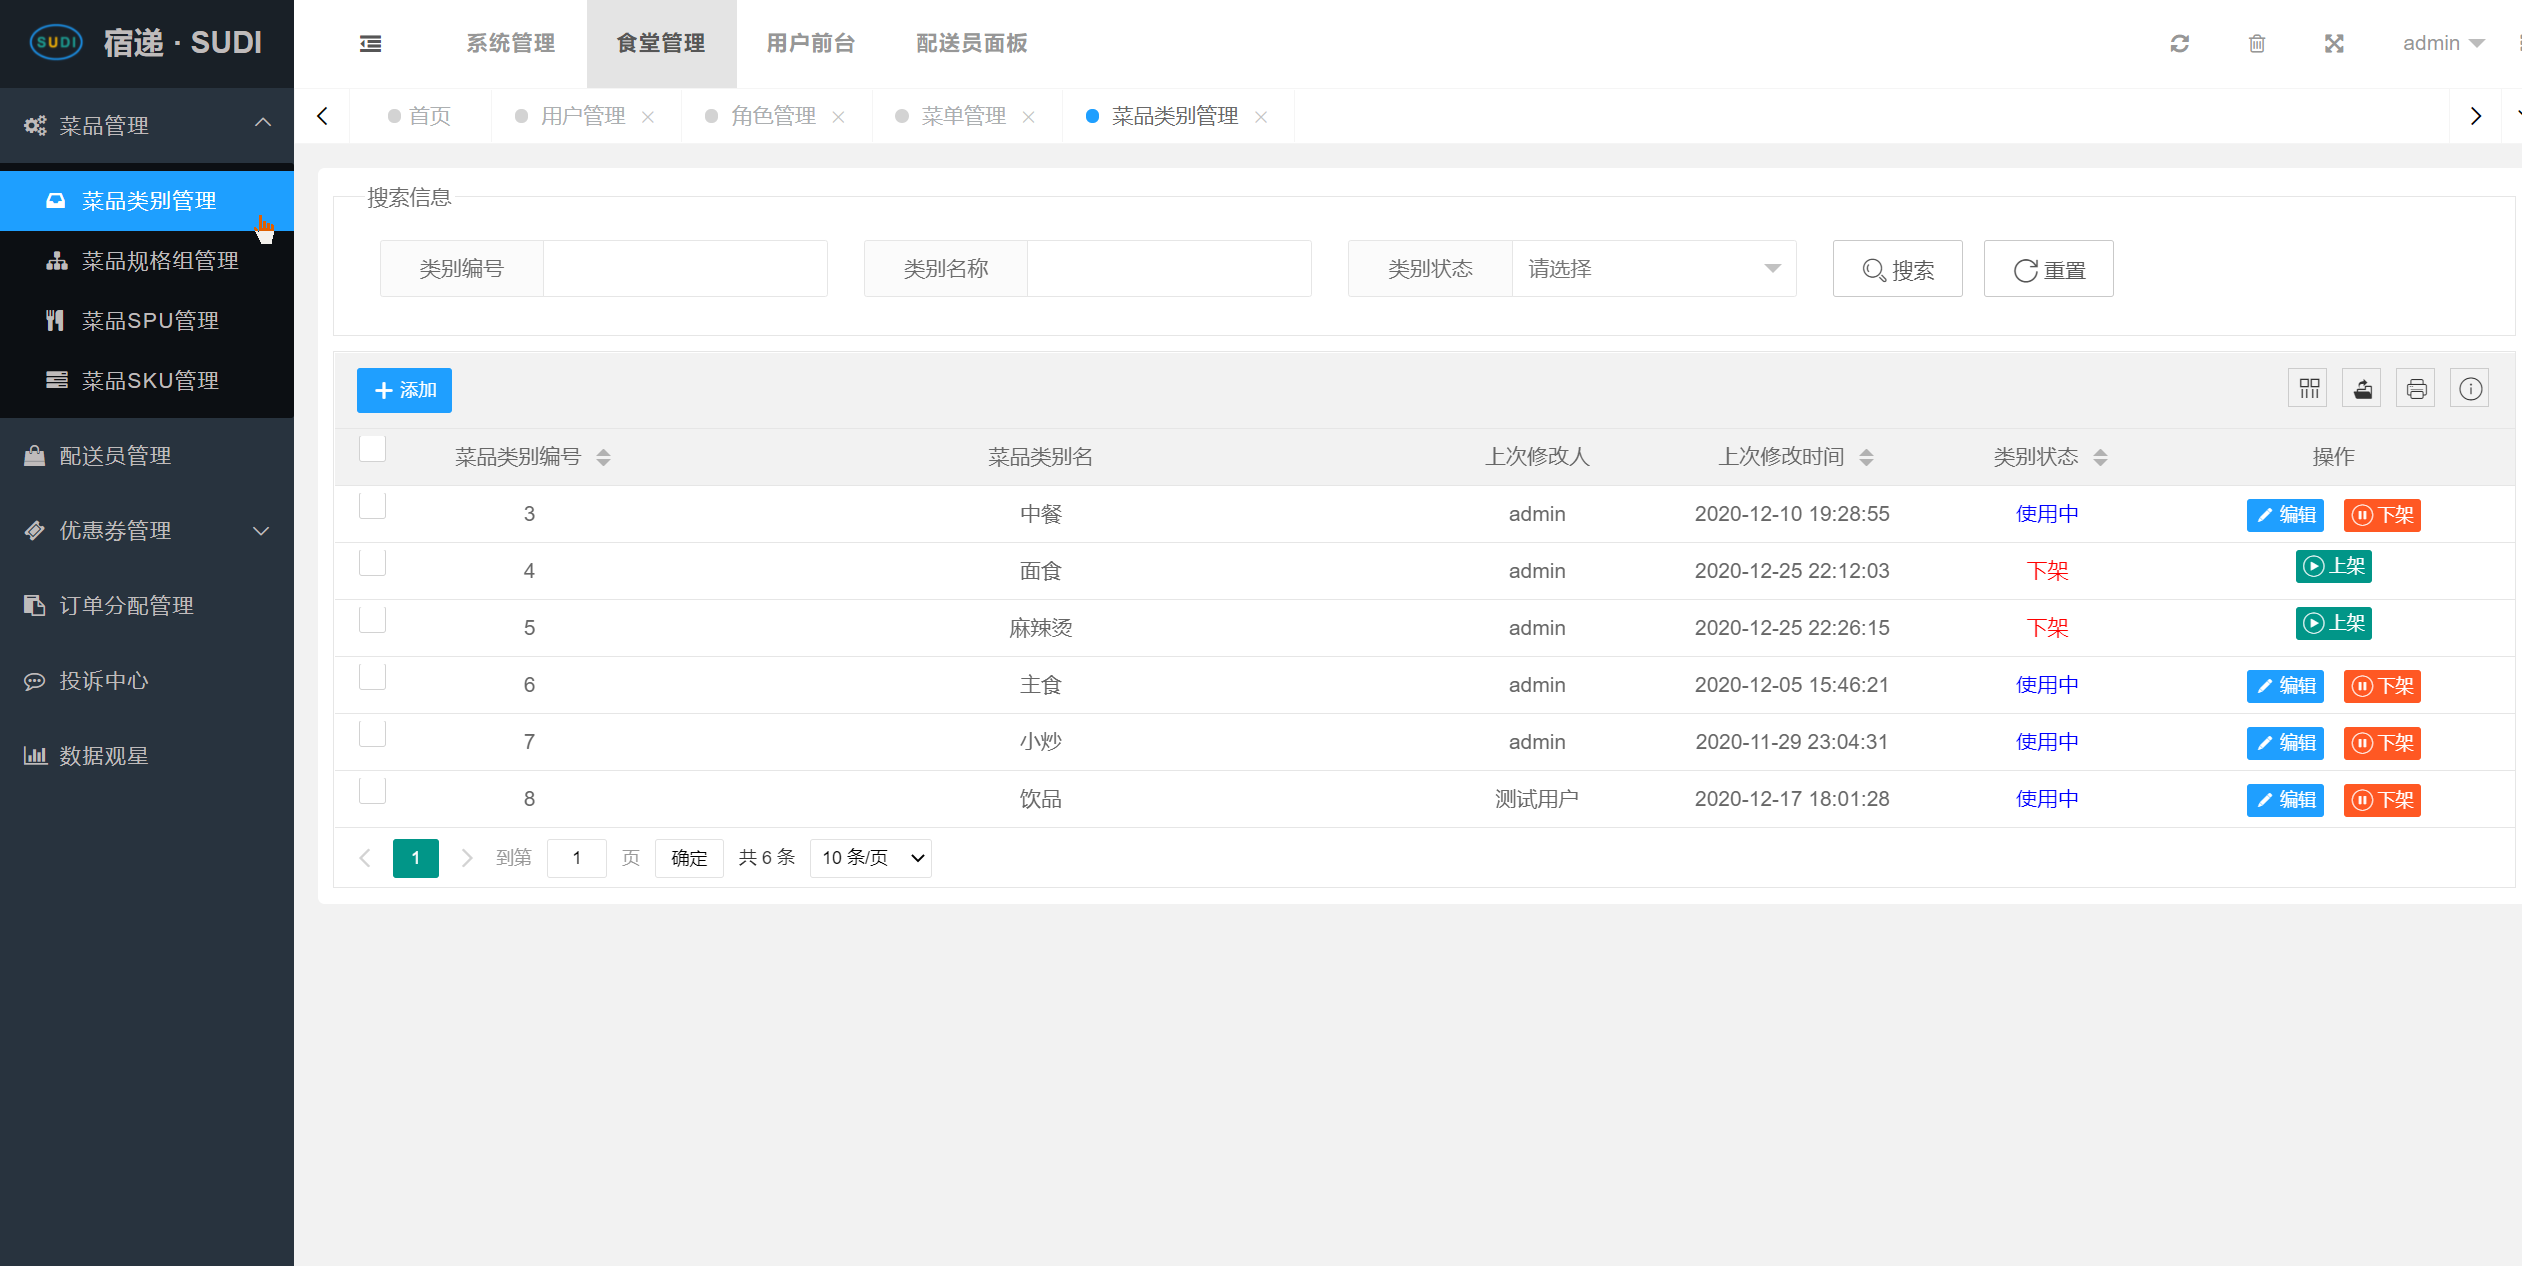 SUDI 宿递 · SUDI
系统管理 食堂管理 用户前台 配送员面板 admin
首页 用户管理 角色管理 菜单管理 菜品类别管理
菜品管理
菜品类别管理
菜品规格组管理
菜品SPU管理
菜品SKU管理
配送员管理
优惠券管理
订单分配管理
投诉中心
数据观星
搜索信息
类别编号 类别名称 类别状态 请选择 搜索 重置
添加
菜品类别编号 菜品类别名 上次修改人 上次修改时间 类别状态 操作
3 中餐 admin 2020-12-10 19:28:55 使用中 编辑 下架
4 面食 admin 2020-12-25 22:12:03 下架 上架
5 麻辣烫 admin 2020-12-25 22:26:15 下架 上架
6 主食 admin 2020-12-05 15:46:21 使用中 编辑 下架
7 小炒 admin 2020-11-29 23:04:31 使用中 编辑 下架
8 饮品 测试用户 2020-12-17 18:01:28 使用中 编辑 下架
1 到第 1 页 确定 共 6 条 10 条/页